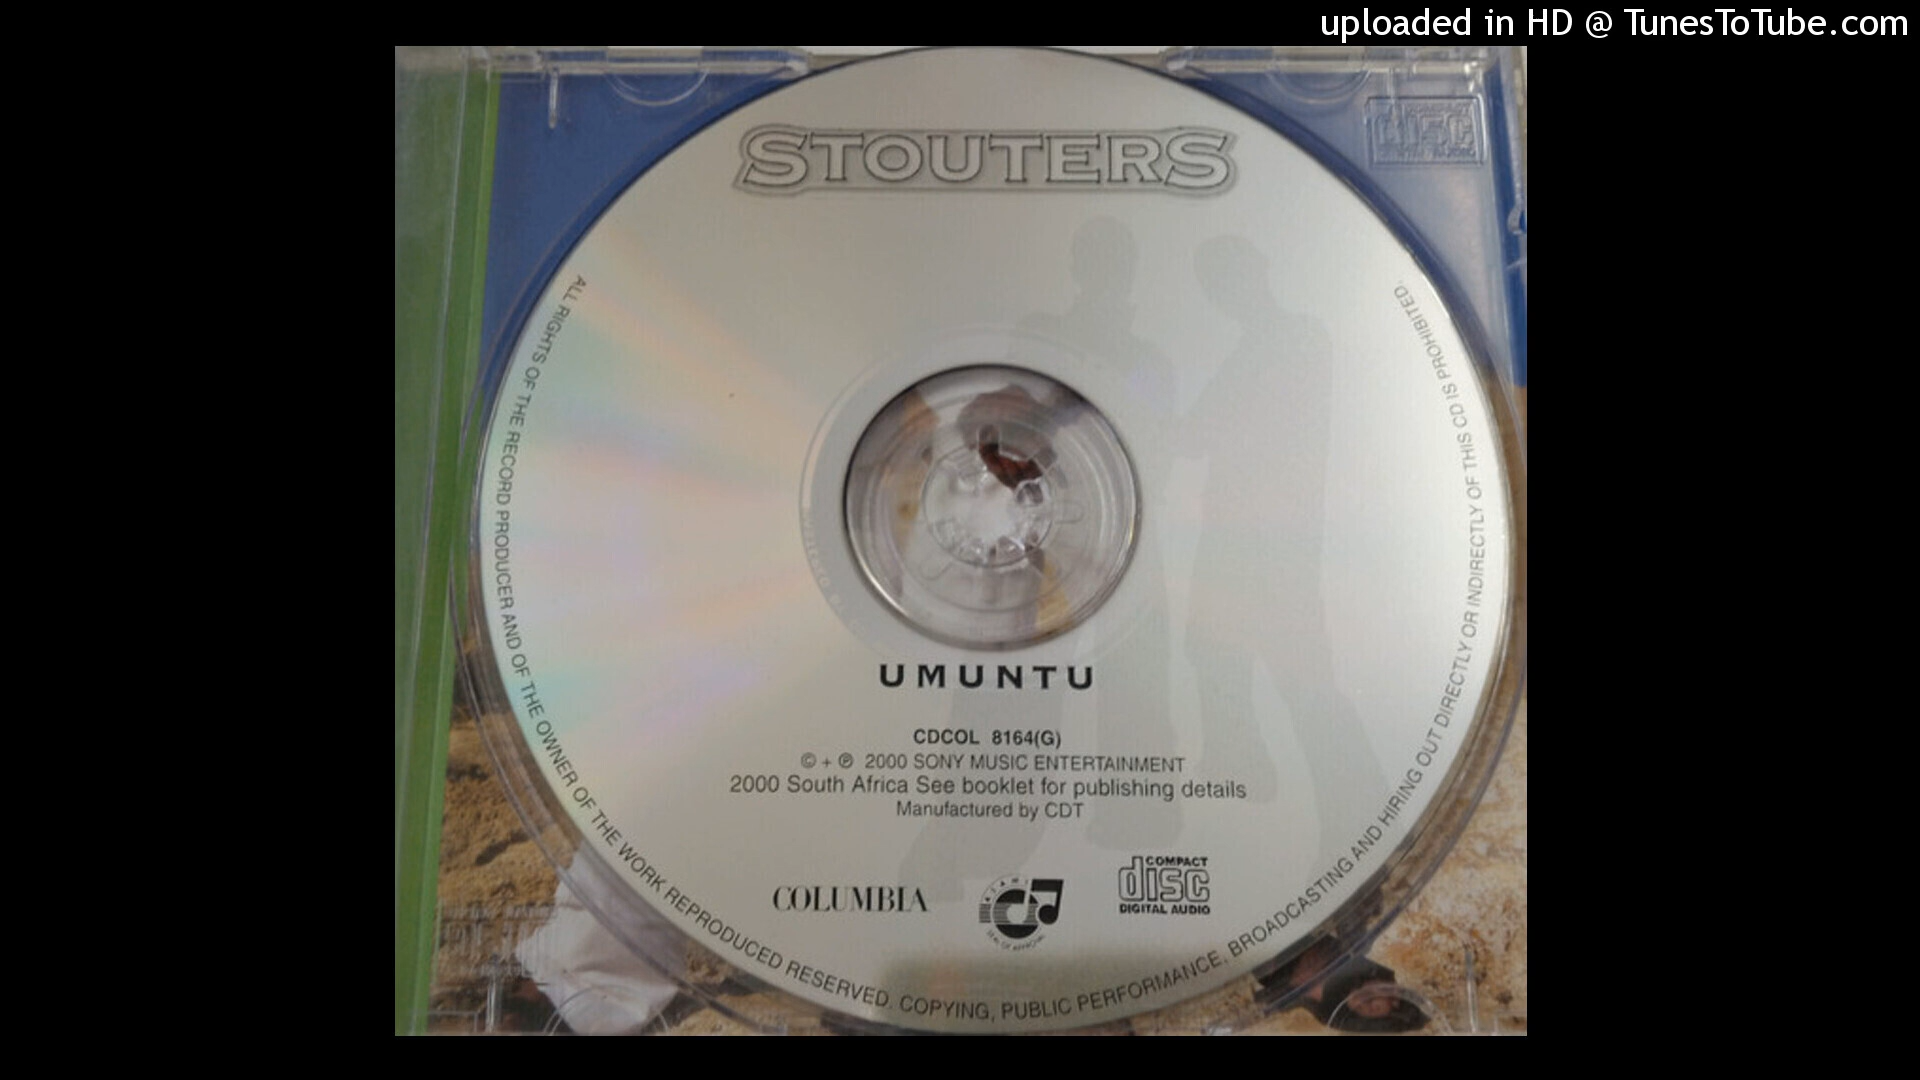 uploaded in HD @ TunesToTube.com
STOUTERS
UMUNTU
CDCOL 8164(G)
© + ℗ 2000 SONY MUSIC ENTERTAINMENT
2000 South Africa See booklet for publishing details
Manufactured by CDT
COLUMBIA
SEAL OF APPROVAL
COMPACT
disc
DIGITAL AUDIO
ALL RIGHTS OF THE RECORD PRODUCER AND OF THE OWNER OF THE WORK REPRODUCED RESERVED. COPYING, PUBLIC PERFORMANCE, BROADCASTING AND HIRING OUT DIRECTLY OR INDIRECTLY OF THIS CD IS PROHIBITED.